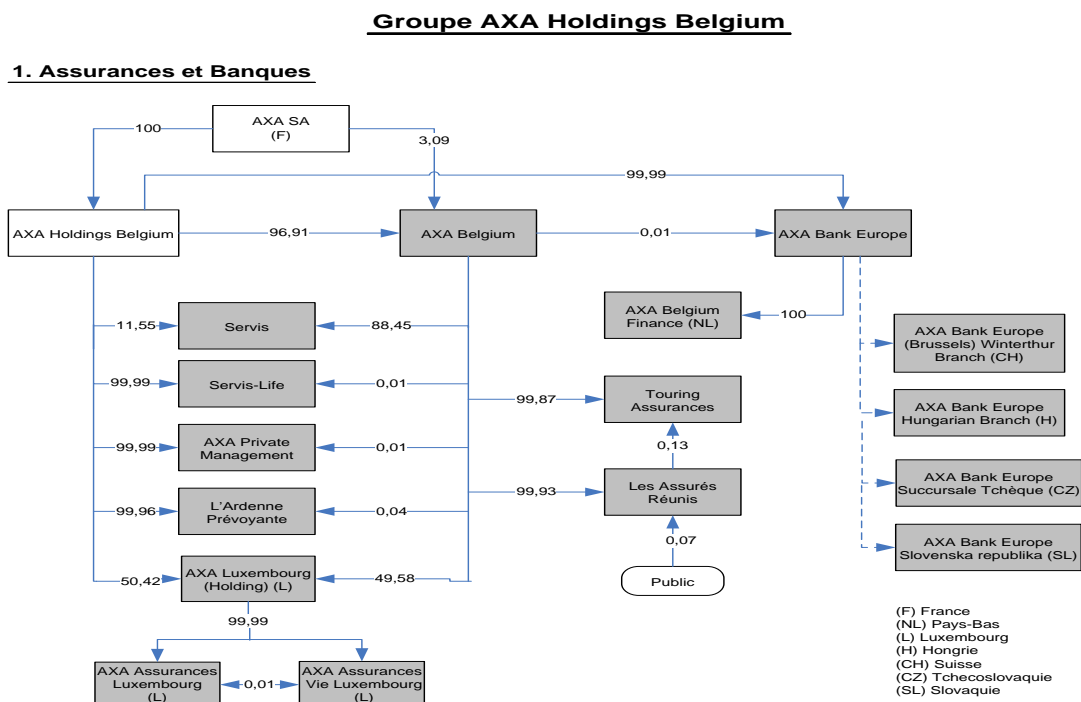 Groupe AXA Holdings Belgium
1. Assurances et Banques
AXA SA
(F)
100
3,09
99,99
AXA Holdings Belgium
96,91
AXA Belgium
0,01
AXA Bank Europe
AXA Belgium
Finance (NL)
100
11,55
Servis
88,45
AXA Bank Europe
(Brussels) Winterthur
Branch (CH)
99,99
Servis-Life
0,01
99,87
Touring
Assurances
AXA Bank Europe
Hungarian Branch (H)
99,99
AXA Private
Management
0,01
0,13
99,96
L'Ardenne
Prévoyante
0,04
99,93
Les Assurés
Réunis
AXA Bank Europe
Succursale Tchèque (CZ)
0,07
AXA Bank Europe
Slovenska republika (SL)
50,42
AXA Luxembourg
(Holding) (L)
49,58
Public
99,99
AXA Assurances
Luxembourg
(L)
0,01
AXA Assurances
Vie Luxembourg
(L)
(F) France
(NL) Pays-Bas
(L) Luxembourg
(H) Hongrie
(CH) Suisse
(CZ) Tchecoslovaquie
(SL) Slovaquie